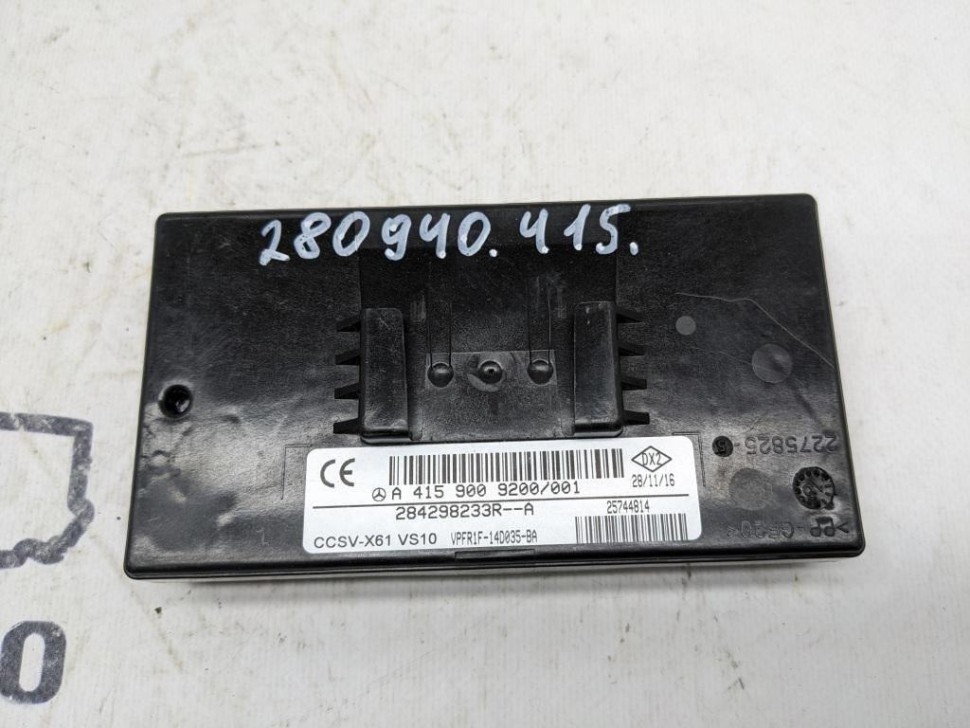 280940.415.
2275825-5
CE
DX2
28/11/16
A 415 900 9200/001
284298233R--A
25744814
CCSV-X61 VS10 VPFR1F-14D035-BA
O